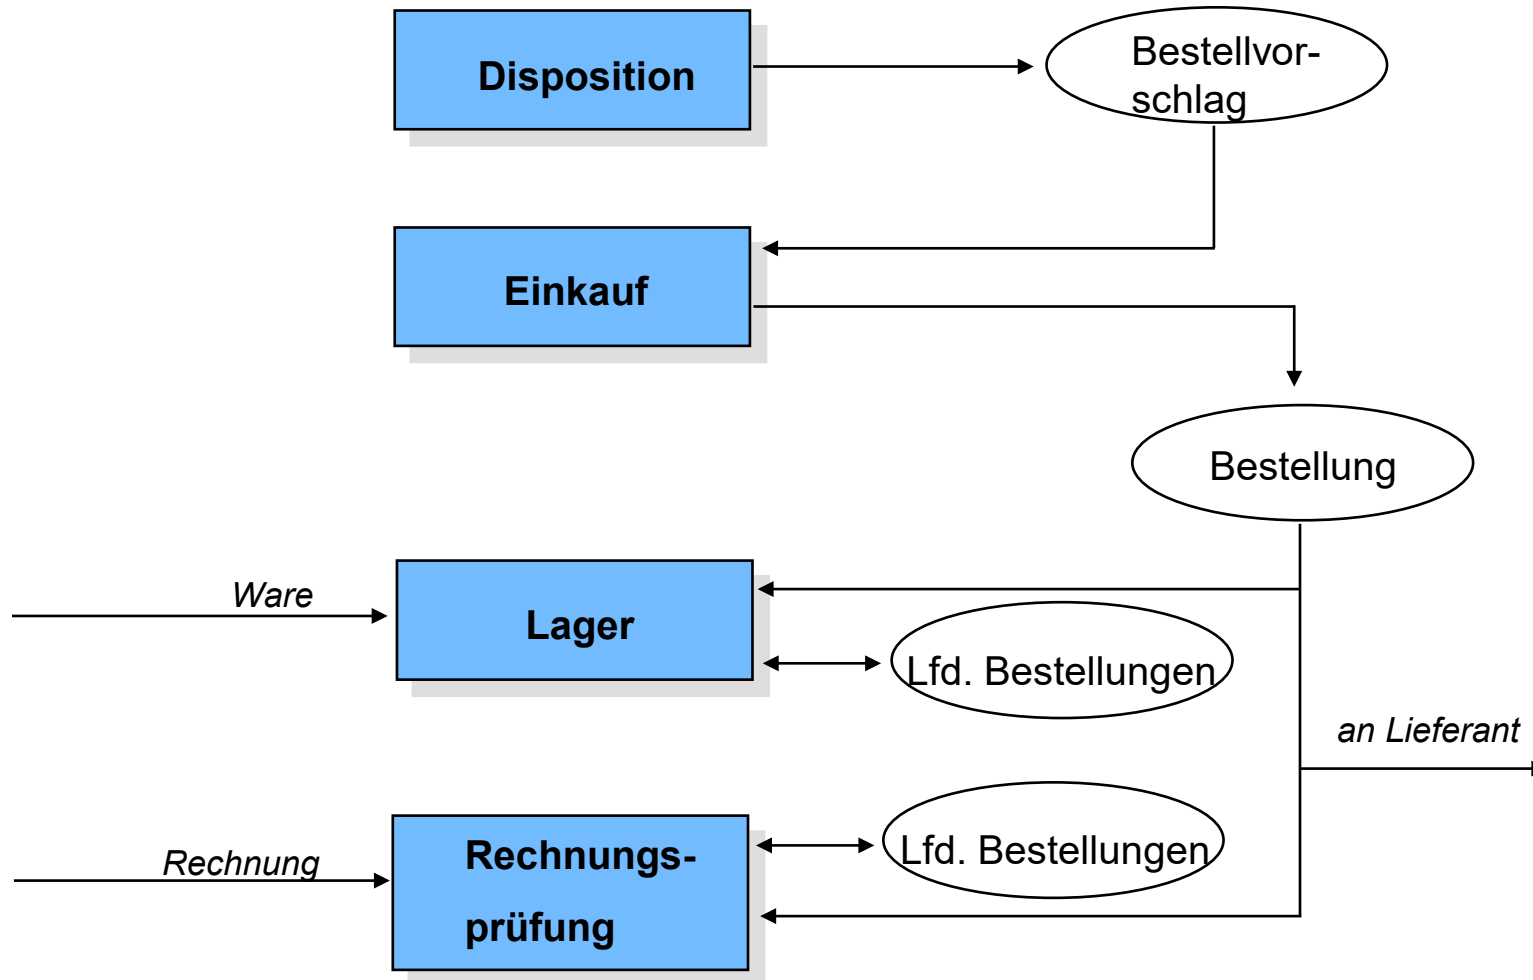 Disposition
Bestellvor-
schlag
Einkauf
Bestellung
Ware
Lager
Lfd. Bestellungen
an Lieferant
Rechnung
Rechnungs-
prüfung
Lfd. Bestellungen